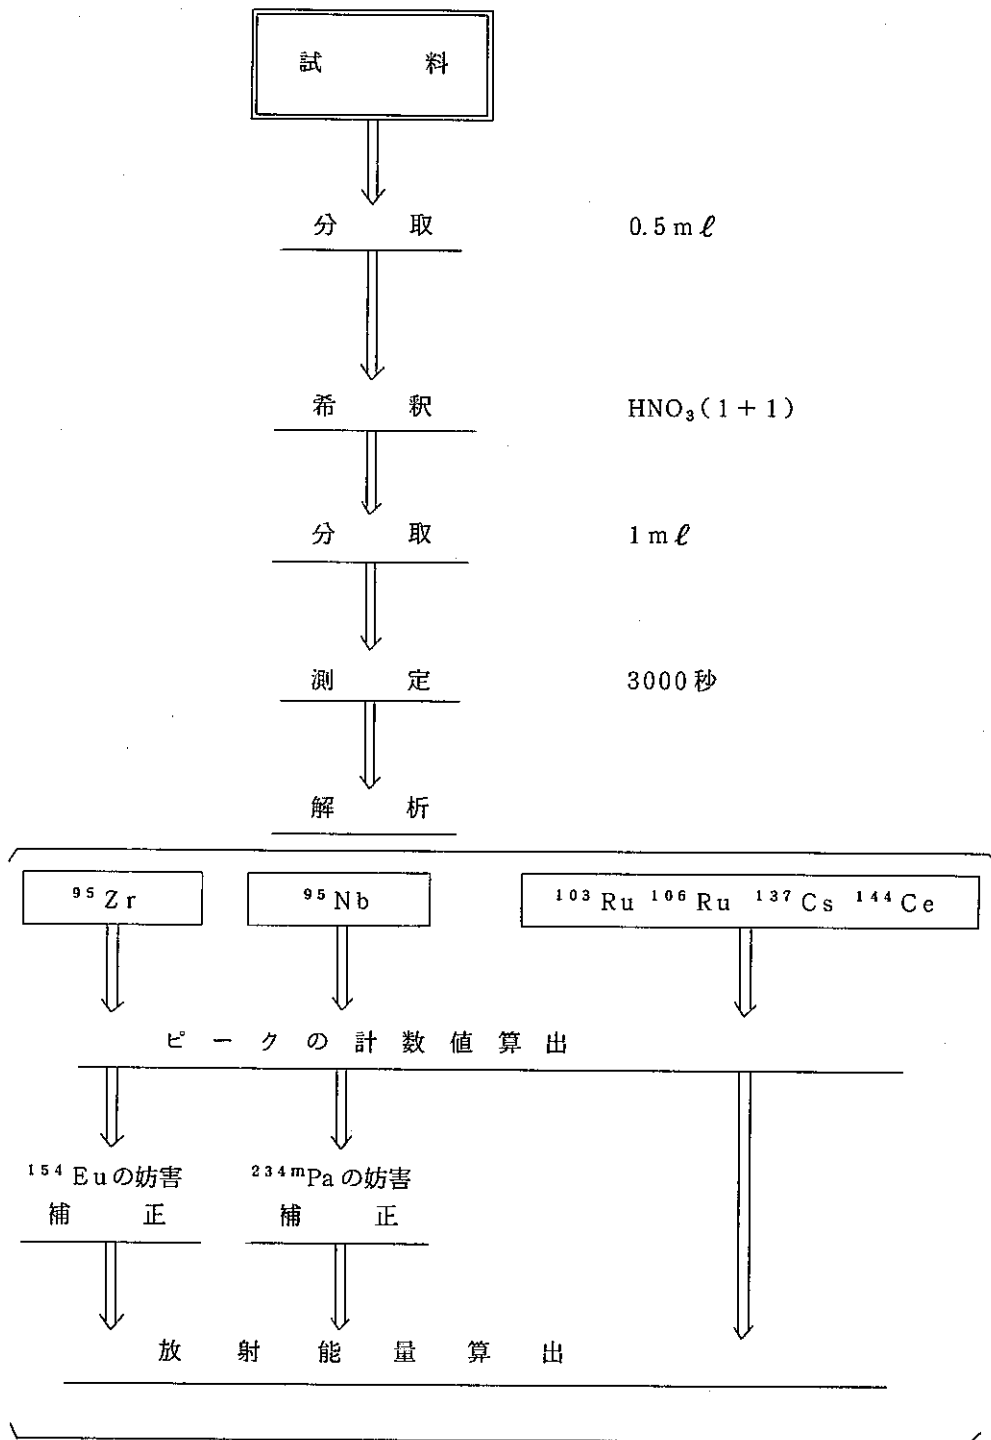 試 料
分 取 0.5 mℓ
希 釈 HNO₃(1+1)
分 取 1 mℓ
測 定 3000秒
解 析
⁹⁵Zr ⁹⁵Nb ¹⁰³Ru ¹⁰⁶Ru ¹³⁷Cs ¹⁴⁴Ce
ピークの計数値算出
¹⁵⁴Euの妨害 ²³⁴ᵐPaの妨害
補 正 補 正
放射能量算出